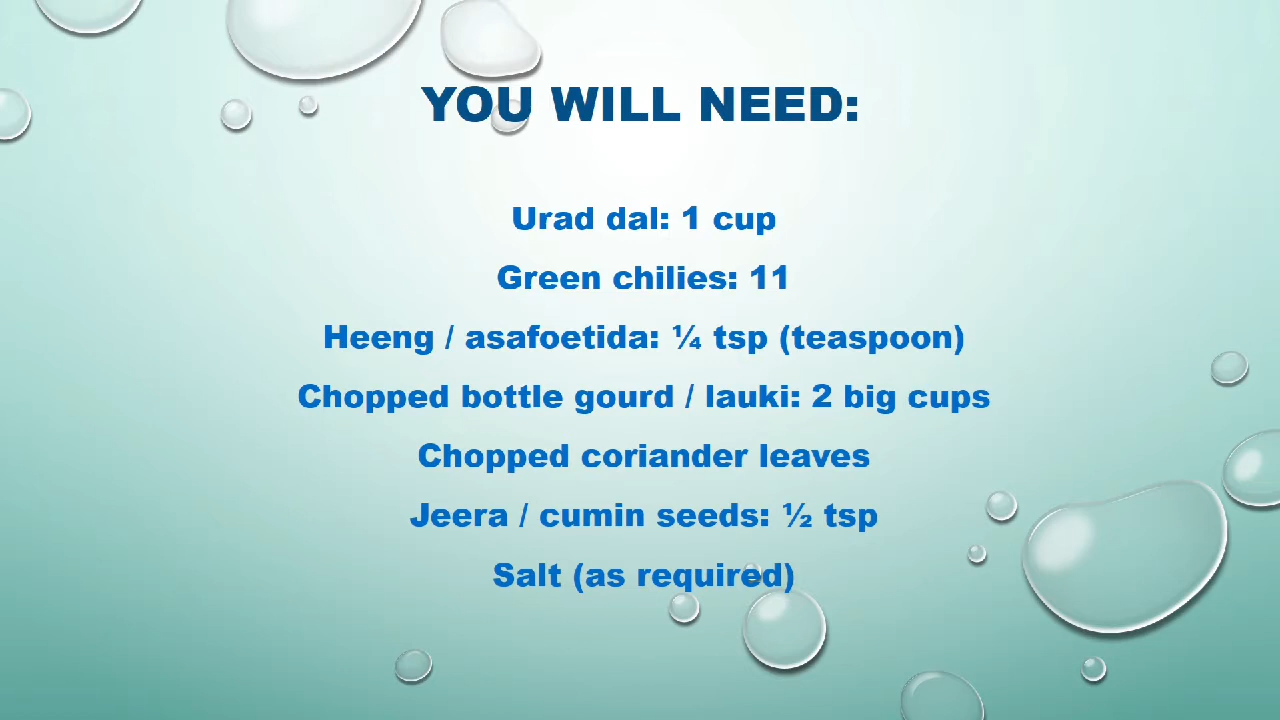 YOU WILL NEED:
Urad dal: 1 cup
Green chilies: 11
Heeng / asafoetida: ¼ tsp (teaspoon)
Chopped bottle gourd / lauki: 2 big cups
Chopped coriander leaves
Jeera / cumin seeds: ½ tsp
Salt (as required)